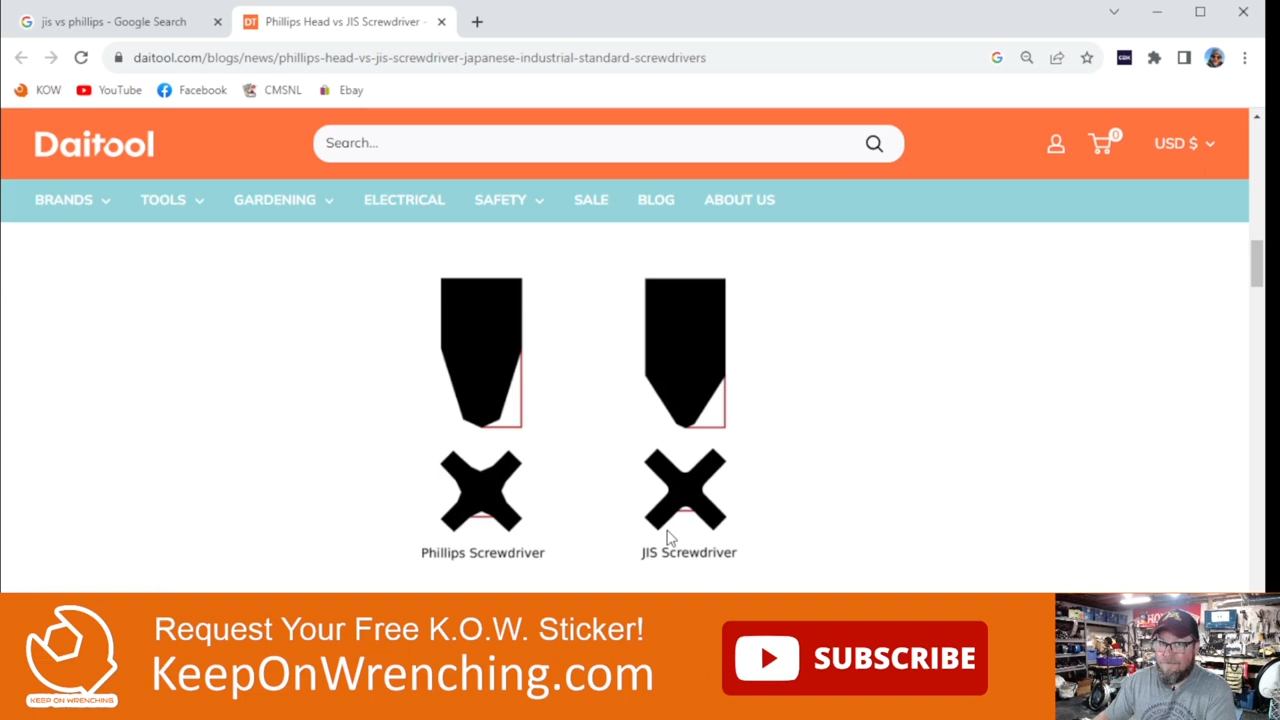 jis vs phillips - Google Search
DT Phillips Head vs JIS Screwdriver -
daitool.com/blogs/news/phillips-head-vs-jis-screwdriver-japanese-industrial-standard-screwdrivers
KOW YouTube Facebook CMSNL Ebay
Daitool Search... 0 USD $
BRANDS TOOLS GARDENING ELECTRICAL SAFETY SALE BLOG ABOUT US
Phillips Screwdriver JIS Screwdriver
Request Your Free K.O.W. Sticker!
KeepOnWrenching.com
SUBSCRIBE
KEEP ON WRENCHING